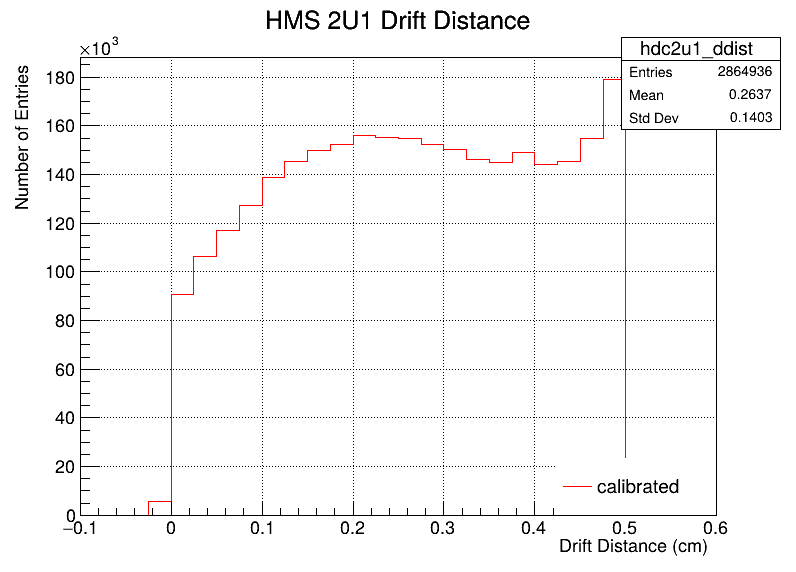 HMS 2U1 Drift Distance
×10³
hdc2u1_ddist
Entries 2864936
Mean 0.2637
Std Dev 0.1403
Number of Entries
180
160
140
120
100
80
60
40
20
0
calibrated
−0.1 0 0.1 0.2 0.3 0.4 0.5 0.6
Drift Distance (cm)